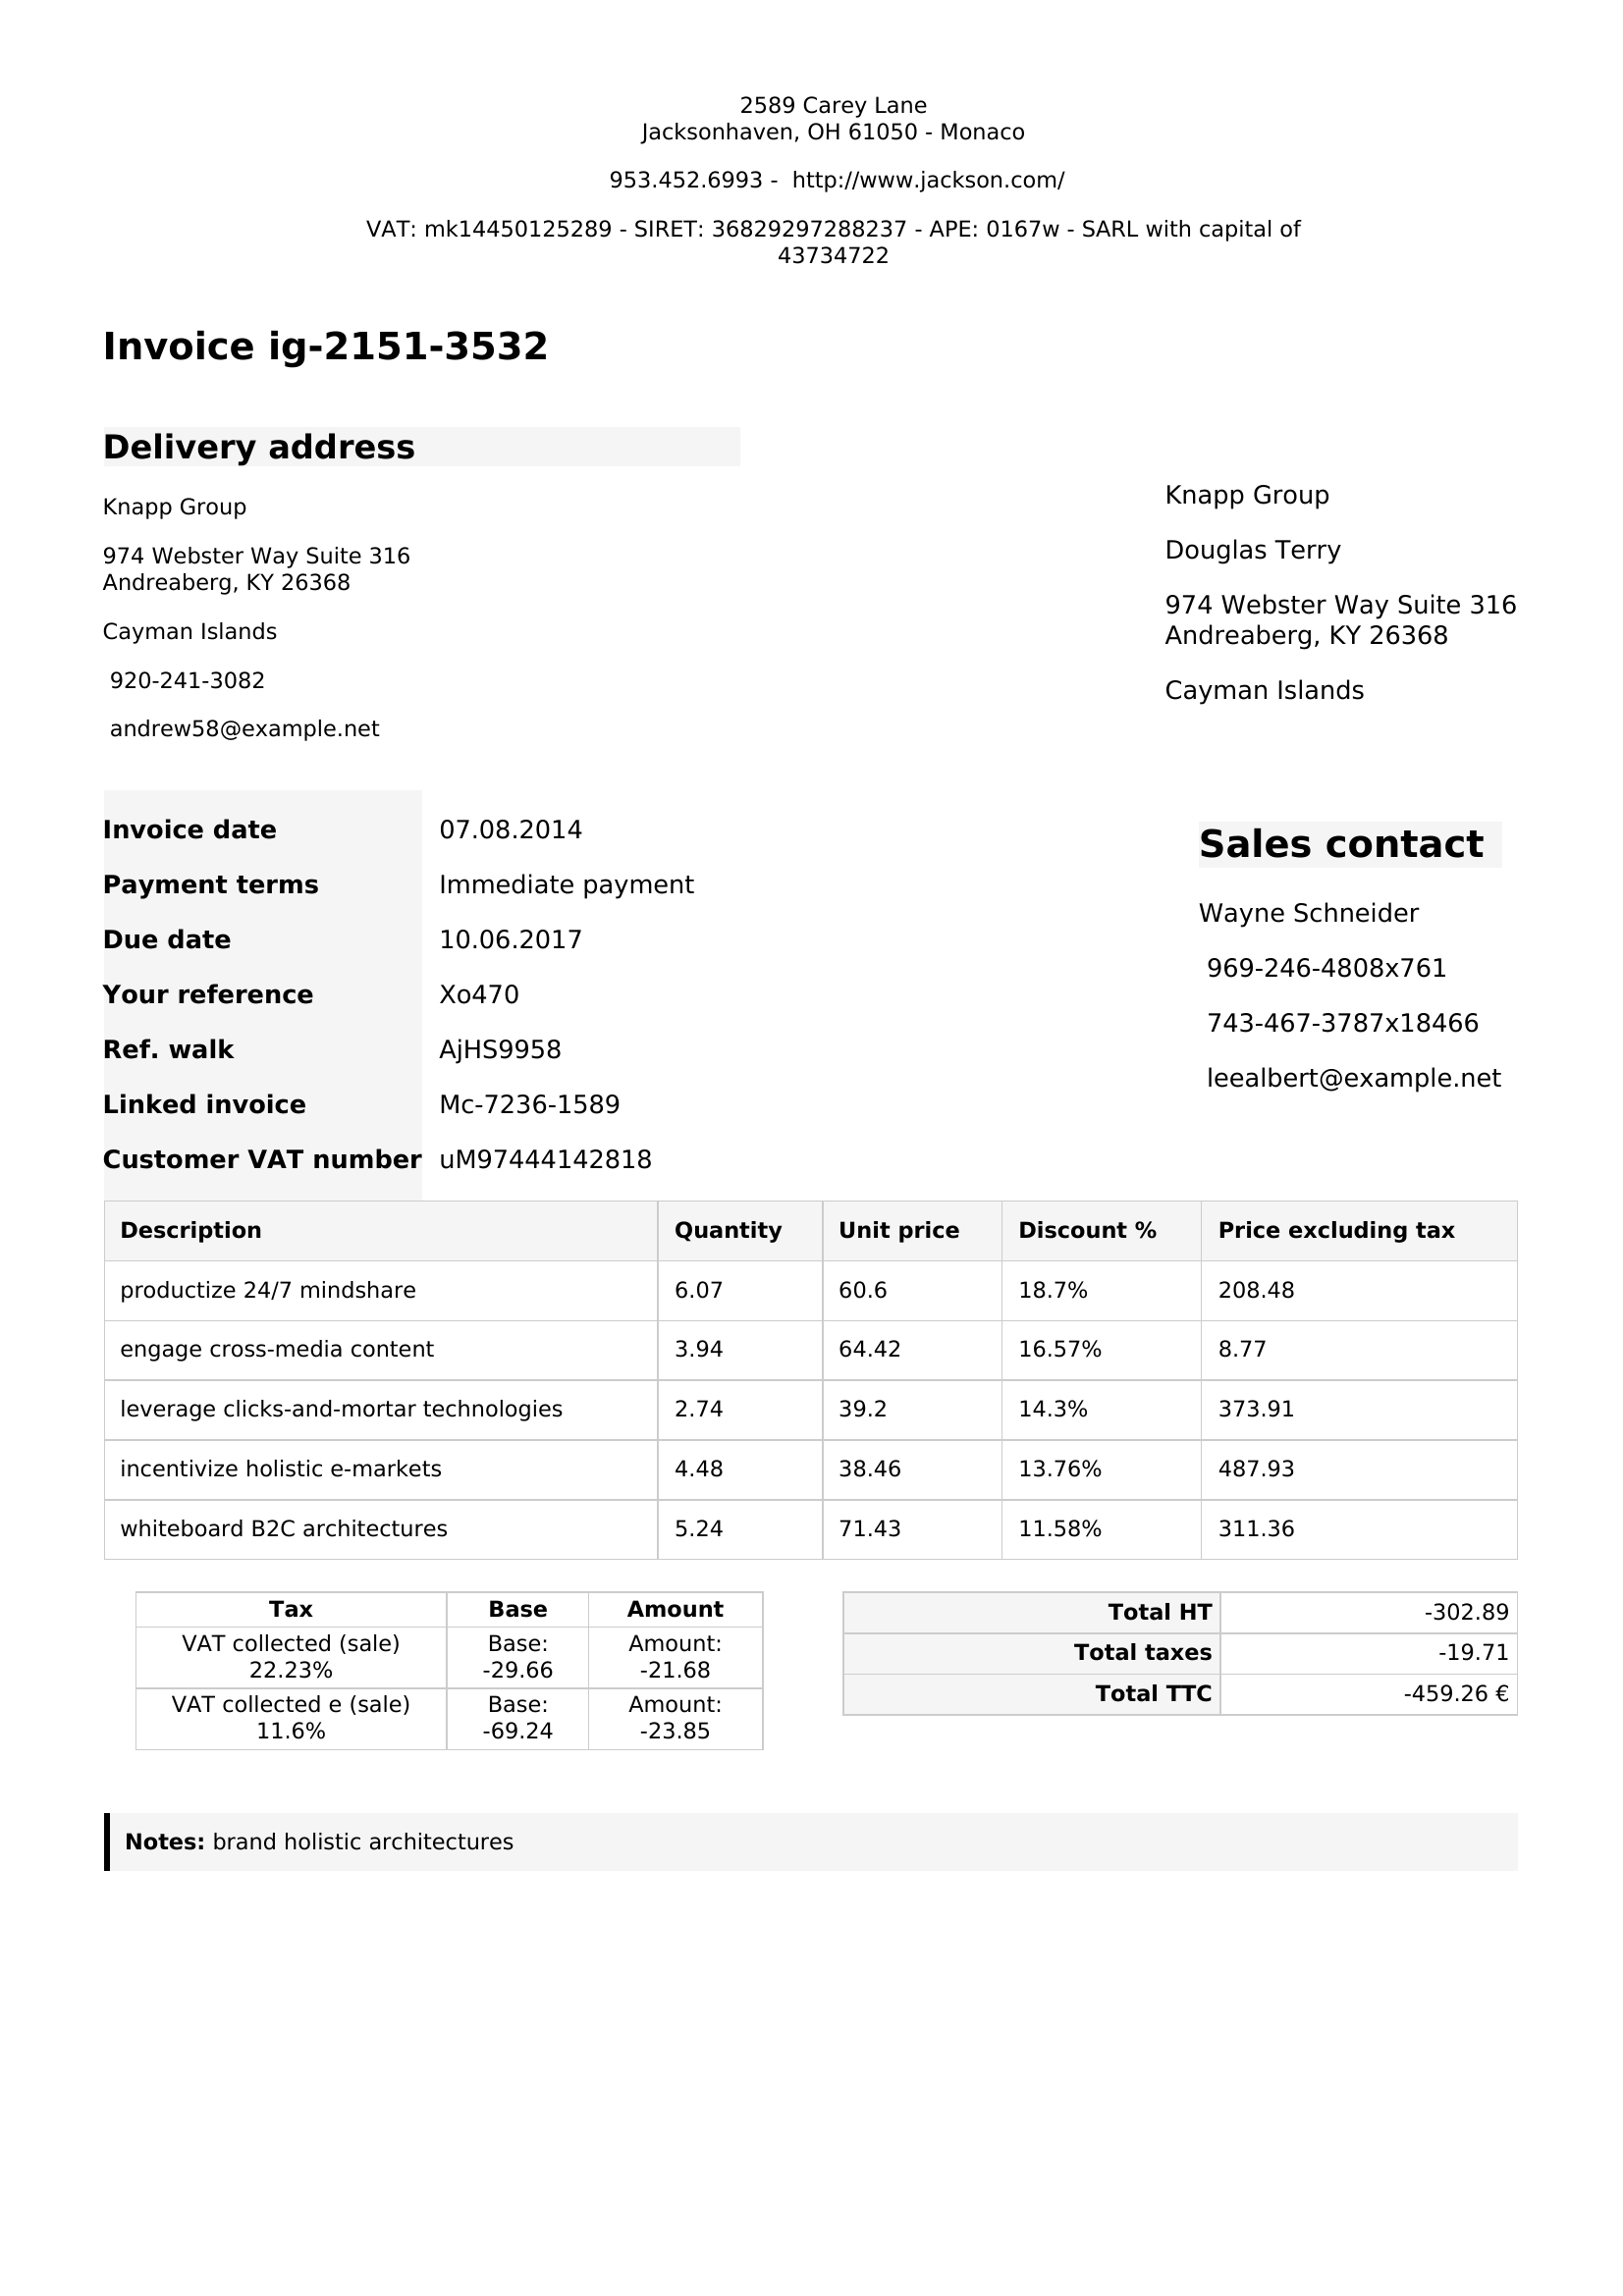 2589 Carey Lane
Jacksonhaven, OH 61050 - Monaco
953.452.6993 - http://www.jackson.com/
VAT: mk14450125289 - SIRET: 36829297288237 - APE: 0167w - SARL with capital of
43734722
Invoice ig-2151-3532
Delivery address
Knapp Group
974 Webster Way Suite 316
Andreaberg, KY 26368
Cayman Islands
920-241-3082
andrew58@example.net
Knapp Group
Douglas Terry
974 Webster Way Suite 316
Andreaberg, KY 26368
Cayman Islands
Invoice date 07.08.2014
Payment terms Immediate payment
Due date 10.06.2017
Your reference Xo470
Ref. walk AjHS9958
Linked invoice Mc-7236-1589
Customer VAT number uM97444142818
Sales contact
Wayne Schneider
969-246-4808x761
743-467-3787x18466
leealbert@example.net
Description Quantity Unit price Discount % Price excluding tax
productize 24/7 mindshare 6.07 60.6 18.7% 208.48
engage cross-media content 3.94 64.42 16.57% 8.77
leverage clicks-and-mortar technologies 2.74 39.2 14.3% 373.91
incentivize holistic e-markets 4.48 38.46 13.76% 487.93
whiteboard B2C architectures 5.24 71.43 11.58% 311.36
Tax Base Amount
VAT collected (sale) Base: Amount:
22.23% -29.66 -21.68
VAT collected e (sale) Base: Amount:
11.6% -69.24 -23.85
Total HT -302.89
Total taxes -19.71
Total TTC -459.26 €
Notes: brand holistic architectures